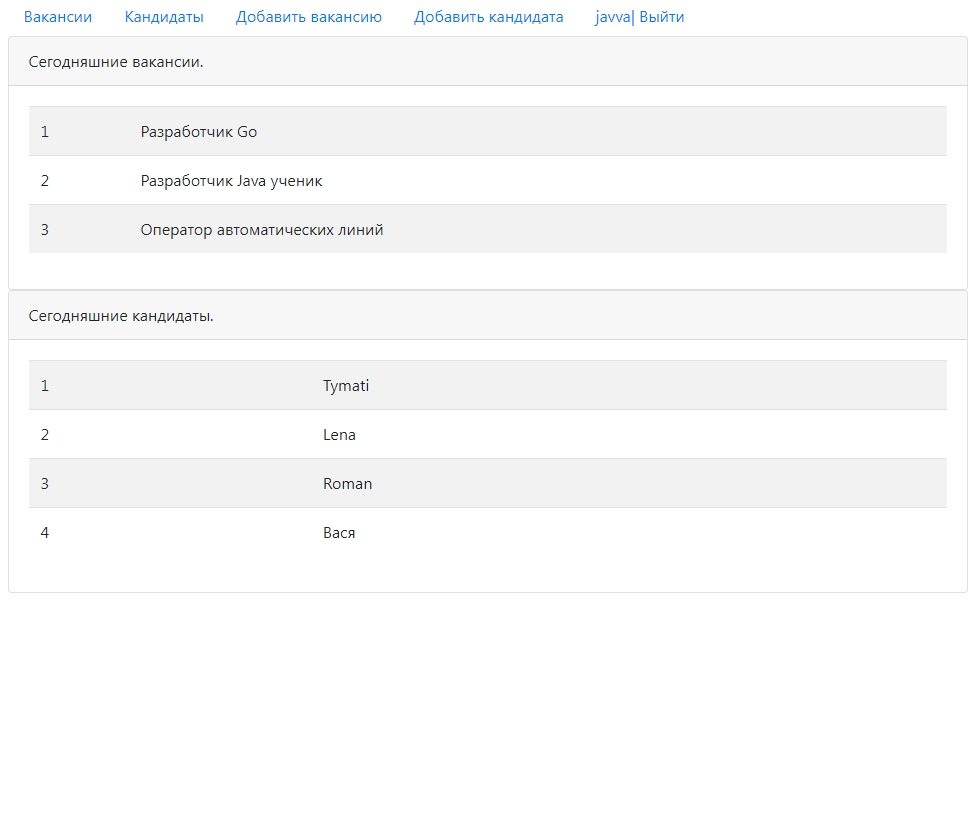 Вакансии Кандидаты Добавить вакансию Добавить кандидата javva| Выйти
Сегодняшние вакансии.
1 Разработчик Go
2 Разработчик Java ученик
3 Оператор автоматических линий
Сегодняшние кандидаты.
1 Tymati
2 Lena
3 Roman
4 Вася